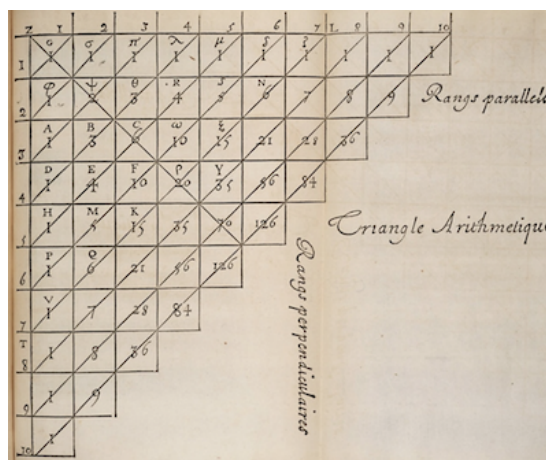 Z 1 2 3 4 5 6 7 L 8 9 10
G σ π λ μ δ ζ
1 1 1 1 1 1 1 1 1 1 1
φ ψ θ R S N
2 1 2 3 4 5 6 7 8 9 Rangs parallele
A B C ω ξ
3 1 3 6 10 15 21 28 36
D E F ρ Y
4 1 4 10 20 35 56 84
H M K
5 1 5 15 35 70 126
Triangle Arithmetique
P Q
6 1 6 21 56 126
V
7 1 7 28 84
T
8 1 8 36
9 1 9
10 1
Rangs perpendiculaires